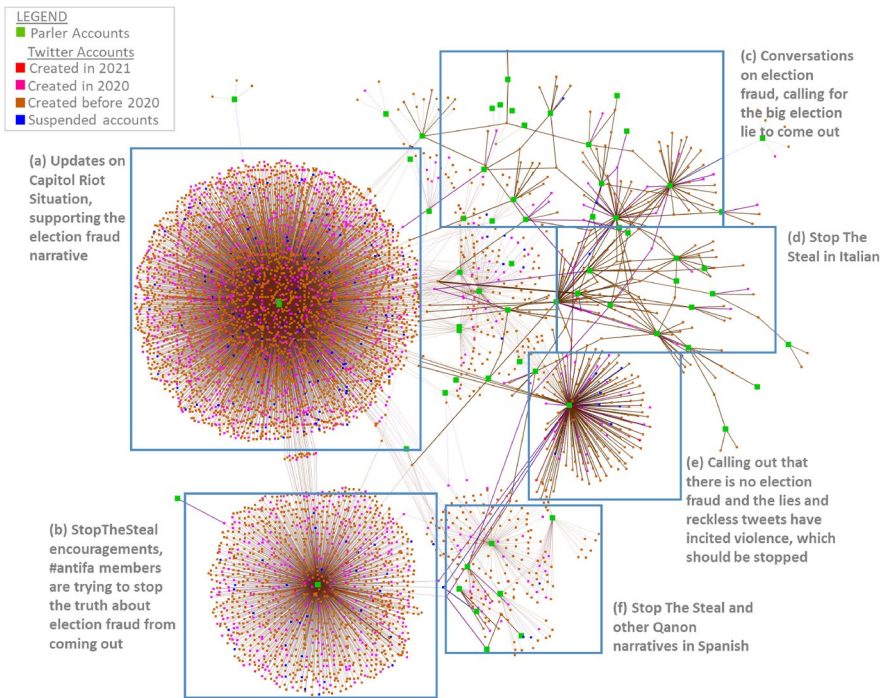 LEGEND
Parler Accounts
Twitter Accounts
Created in 2021
Created in 2020
Created before 2020
Suspended accounts
(a) Updates on
Capitol Riot
Situation,
supporting the
election fraud
narrative
(b) StopTheSteal
encouragements,
#antifa members
are trying to stop
the truth about
election fraud from
coming out
(c) Conversations
on election
fraud, calling for
the big election
lie to come out
(d) Stop The
Steal in Italian
(e) Calling out that
there is no election
fraud and the lies and
reckless tweets have
incited violence, which
should be stopped
(f) Stop The Steal and
other Qanon
narratives in Spanish